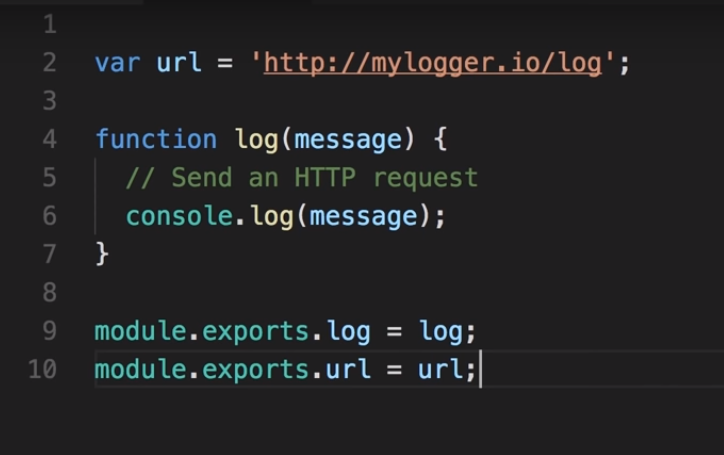 1
2 var url = 'http://mylogger.io/log';
3
4 function log(message) {
5   // Send an HTTP request
6   console.log(message);
7 }
8
9 module.exports.log = log;
10 module.exports.url = url;